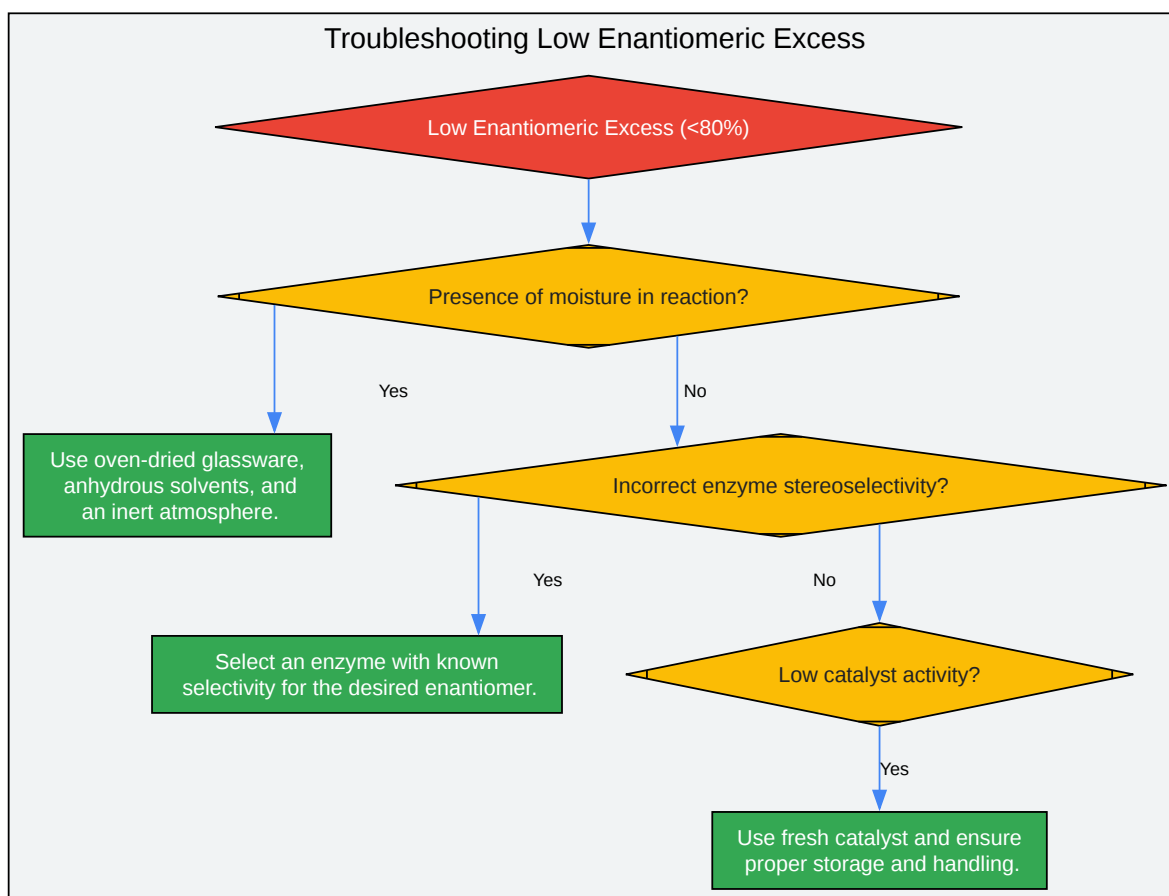 Troubleshooting Low Enantiomeric Excess
Low Enantiomeric Excess (<80%)
Presence of moisture in reaction?
Yes
No
Use oven-dried glassware,
anhydrous solvents, and
an inert atmosphere.
Incorrect enzyme stereoselectivity?
Yes
No
Select an enzyme with known
selectivity for the desired enantiomer.
Low catalyst activity?
Yes
Use fresh catalyst and ensure
proper storage and handling.